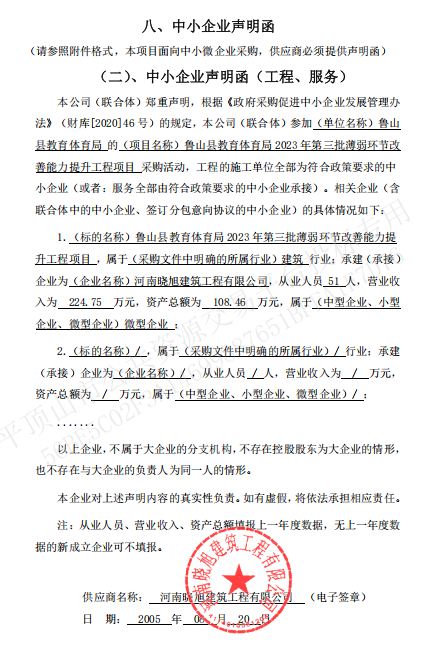 八、中小企业声明函
（请参照附件格式，本项目面向中小微企业采购，供应商必须提供声明函）
（二）、中小企业声明函（工程、服务）
本公司（联合体）郑重声明，根据《政府采购促进中小企业发展管理办
法》（财库[2020]46号）的规定，本公司（联合体）参加（单位名称）鲁山
县教育体育局 的（项目名称）鲁山县教育体育局2023年第三批薄弱环节改
善能力提升工程项目 采购活动，工程的施工单位全部为符合政策要求的中
小企业（或者：服务全部由符合政策要求的中小企业承接）。相关企业（含
联合体中的中小企业、签订分包意向协议的中小企业）的具体情况如下：
1.（标的名称）鲁山县教育体育局2023年第三批薄弱环节改善能力提
升工程项目，属于（采购文件中明确的所属行业）建筑 行业；承建（承接）
企业为（企业名称）河南晓旭建筑工程有限公司，从业人员 51 人，营业收
入为 224.75 万元，资产总额为 108.46 万元，属于（中型企业、小型
企业、微型企业）微型企业；
2.（标的名称）/，属于（采购文件中明确的所属行业）/ 行业；承建
（承接）企业为（企业名称）/，从业人员/人，营业收入为 / 万元，
资产总额为 / 万元，属于（中型企业、小型企业、微型企业）/；
.......
以上企业，不属于大企业的分支机构，不存在控股股东为大企业的情形，
也不存在与大企业的负责人为同一人的情形。
本企业对上述声明内容的真实性负责。如有虚假，将依法承担相应责任。
注：从业人员、营业收入、资产总额填报上一年度数据，无上一年度数
据的新成立企业可不填报。
河南晓旭建筑工程有限公司
供应商名称： 河南晓旭建筑工程有限公司 （电子签章）
日 期： 2005 年 月 20 日